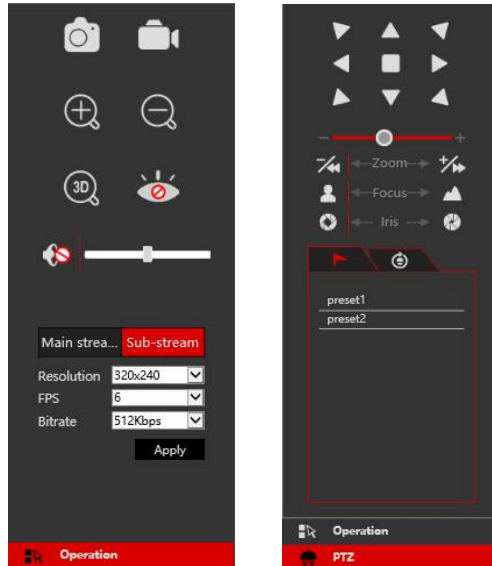 3D
Main strea... Sub-stream
Resolution 320x240
FPS 6
Bitrate 512Kbps
Apply
Operation
- +
Zoom
Focus
Iris
preset1
preset2
Operation
PTZ